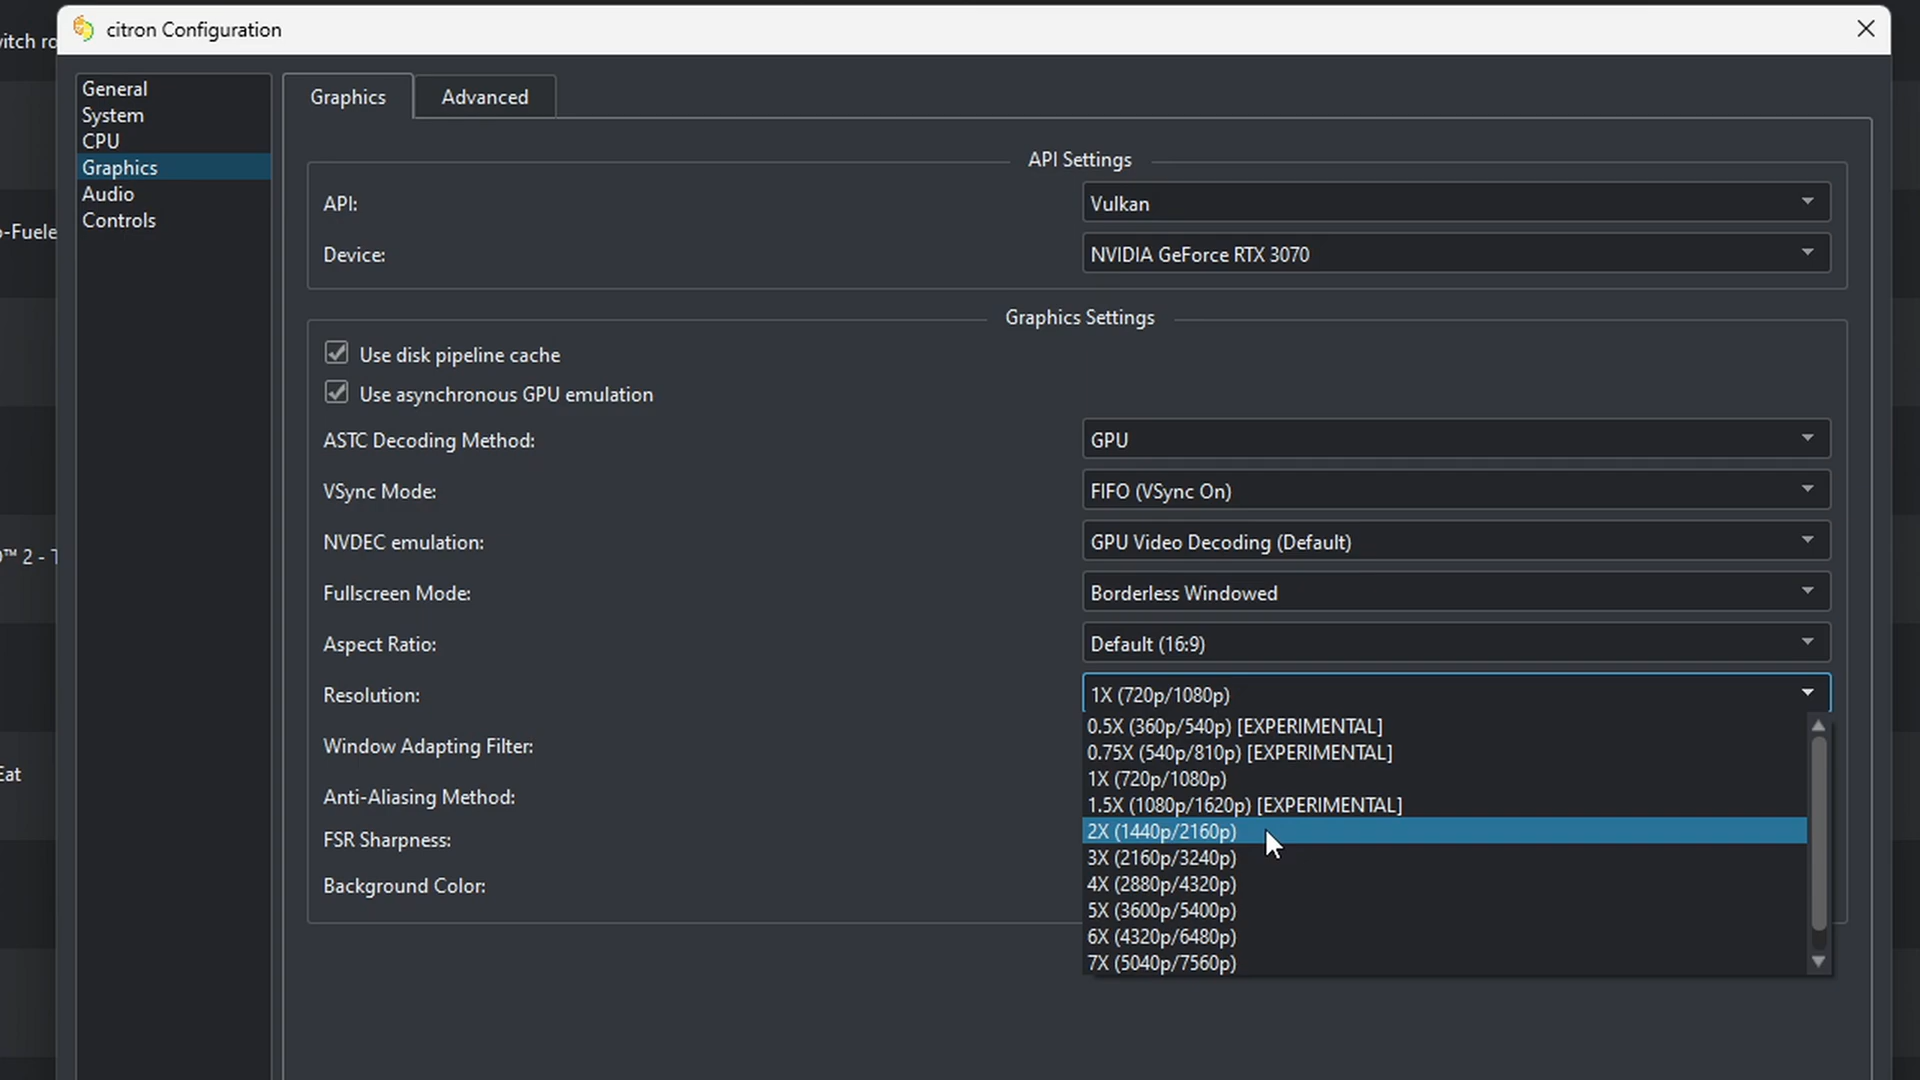 citron Configuration
itch ro
o-Fuele
™ 2 - T
Eat
General
System
CPU
Graphics
Audio
Controls
Graphics
Advanced
API Settings
API:
Vulkan
Device:
NVIDIA GeForce RTX 3070
Graphics Settings
Use disk pipeline cache
Use asynchronous GPU emulation
ASTC Decoding Method:
GPU
VSync Mode:
FIFO (VSync On)
NVDEC emulation:
GPU Video Decoding (Default)
Fullscreen Mode:
Borderless Windowed
Aspect Ratio:
Default (16:9)
Resolution:
1X (720p/1080p)
0.5X (360p/540p) [EXPERIMENTAL]
0.75X (540p/810p) [EXPERIMENTAL]
1X (720p/1080p)
1.5X (1080p/1620p) [EXPERIMENTAL]
2X (1440p/2160p)
3X (2160p/3240p)
4X (2880p/4320p)
5X (3600p/5400p)
6X (4320p/6480p)
7X (5040p/7560p)
Window Adapting Filter:
Anti-Aliasing Method:
FSR Sharpness:
Background Color: